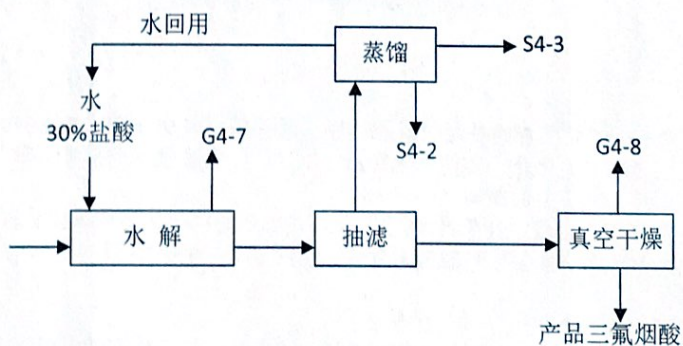 水回用
蒸馏
S4-3
水
30%盐酸
G4-7
S4-2
G4-8
水 解
抽滤
真空干燥
产品三氟烟酸